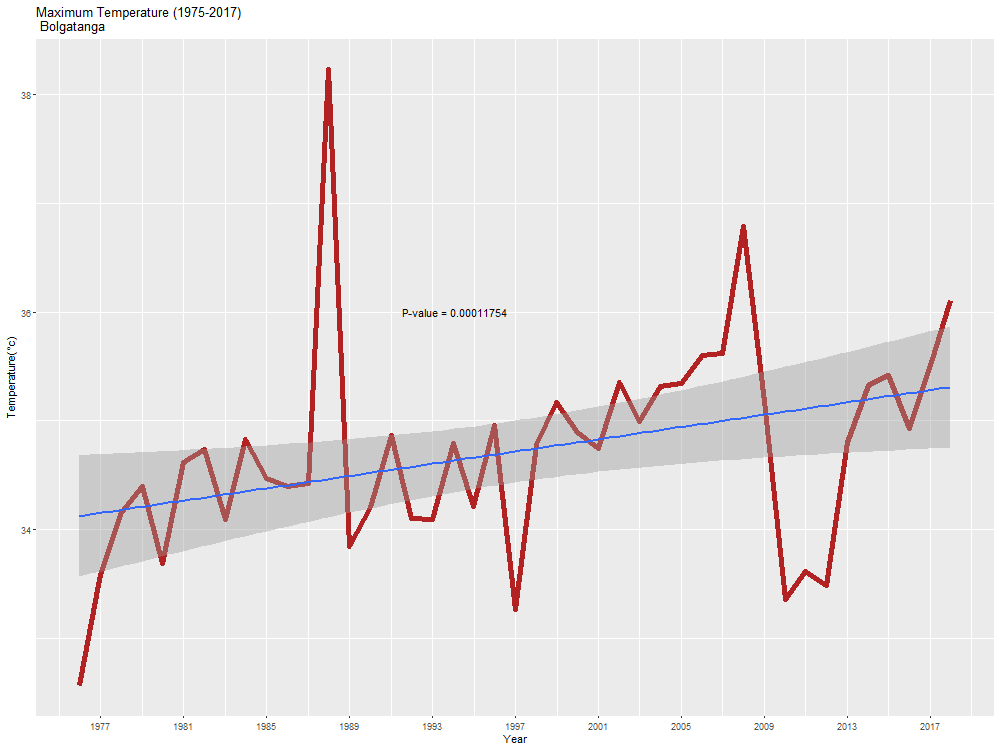 Maximum Temperature (1975-2017)
Bolgatanga
38
36
34
Temperature(°c)
P-value = 0.00011754
1977 1981 1985 1989 1993 1997 2001 2005 2009 2013 2017
Year